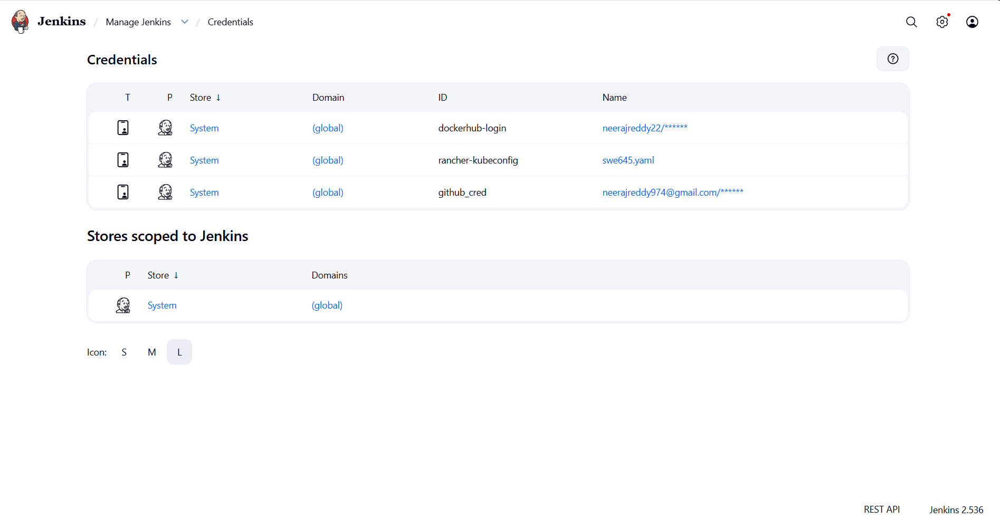 Jenkins / Manage Jenkins / Credentials
Credentials
T P Store ↓ Domain ID Name
System (global) dockerhub-login neerajreddy22/******
System (global) rancher-kubeconfig swe645.yaml
System (global) github_cred neerajreddy974@gmail.com/******
Stores scoped to Jenkins
P Store ↓ Domains
System (global)
Icon: S M L
REST API Jenkins 2.536